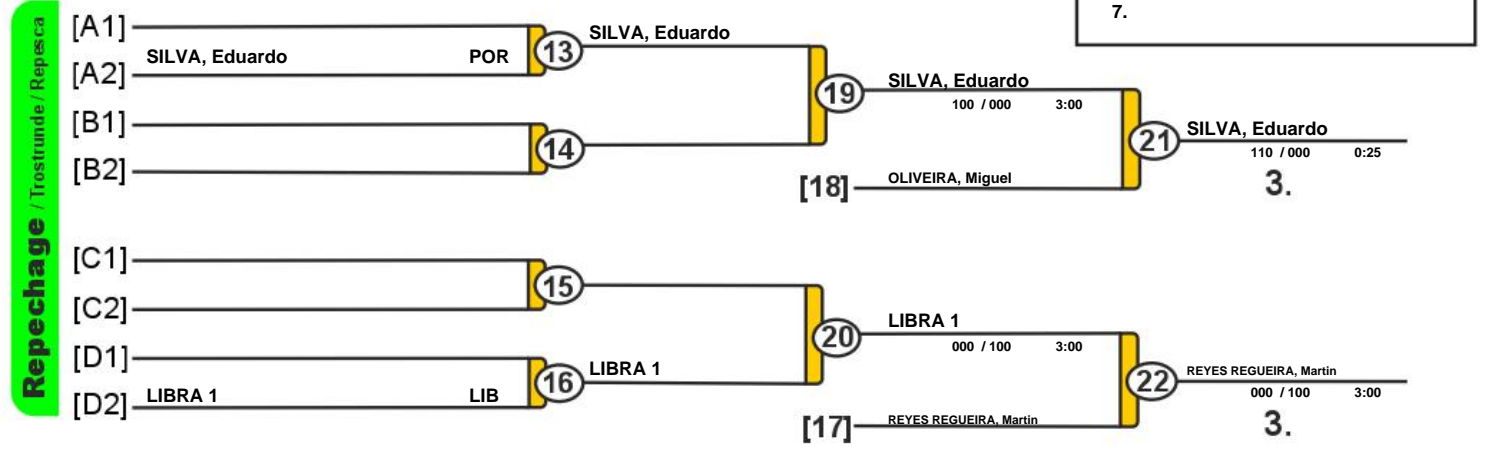 Repechage / Trostrunde / Repesca
7.
[A1]
SILVA, Eduardo POR
[A2]
13
SILVA, Eduardo
[B1]
[B2]
14
19
SILVA, Eduardo
100 / 000 3:00
[18] OLIVEIRA, Miguel
21
SILVA, Eduardo
110 / 000 0:25
3.
[C1]
[C2]
15
[D1]
[D2] LIBRA 1 LIB
16
LIBRA 1
20
LIBRA 1
000 / 100 3:00
[17] REYES REGUEIRA, Martin
22
REYES REGUEIRA, Martin
000 / 100 3:00
3.